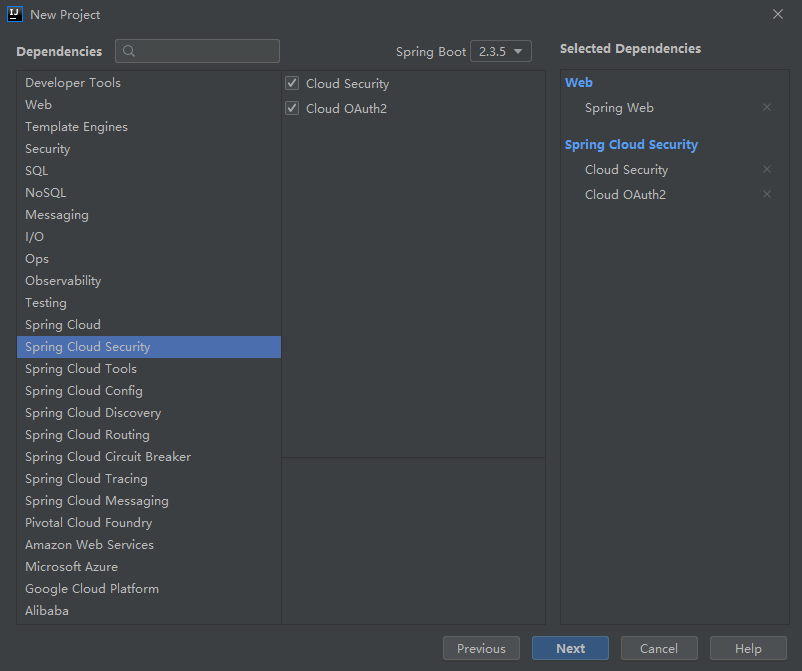 New Project
Dependencies
Spring Boot 2.3.5
Selected Dependencies
Developer Tools
Web
Template Engines
Security
SQL
NoSQL
Messaging
I/O
Ops
Observability
Testing
Spring Cloud
Spring Cloud Security
Spring Cloud Tools
Spring Cloud Config
Spring Cloud Discovery
Spring Cloud Routing
Spring Cloud Circuit Breaker
Spring Cloud Tracing
Spring Cloud Messaging
Pivotal Cloud Foundry
Amazon Web Services
Microsoft Azure
Google Cloud Platform
Alibaba
Cloud Security
Cloud OAuth2
Web
Spring Web
Spring Cloud Security
Cloud Security
Cloud OAuth2
Previous
Next
Cancel
Help